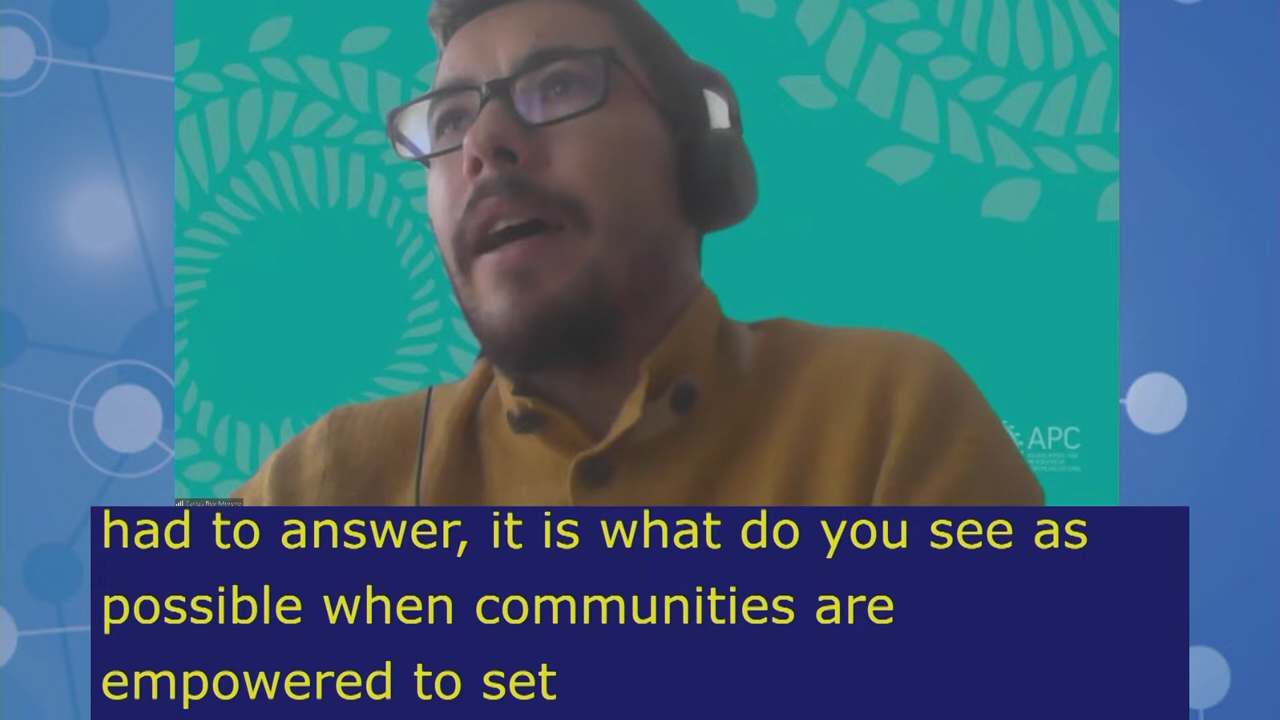 APC
had to answer, it is what do you see as
possible when communities are
empowered to set